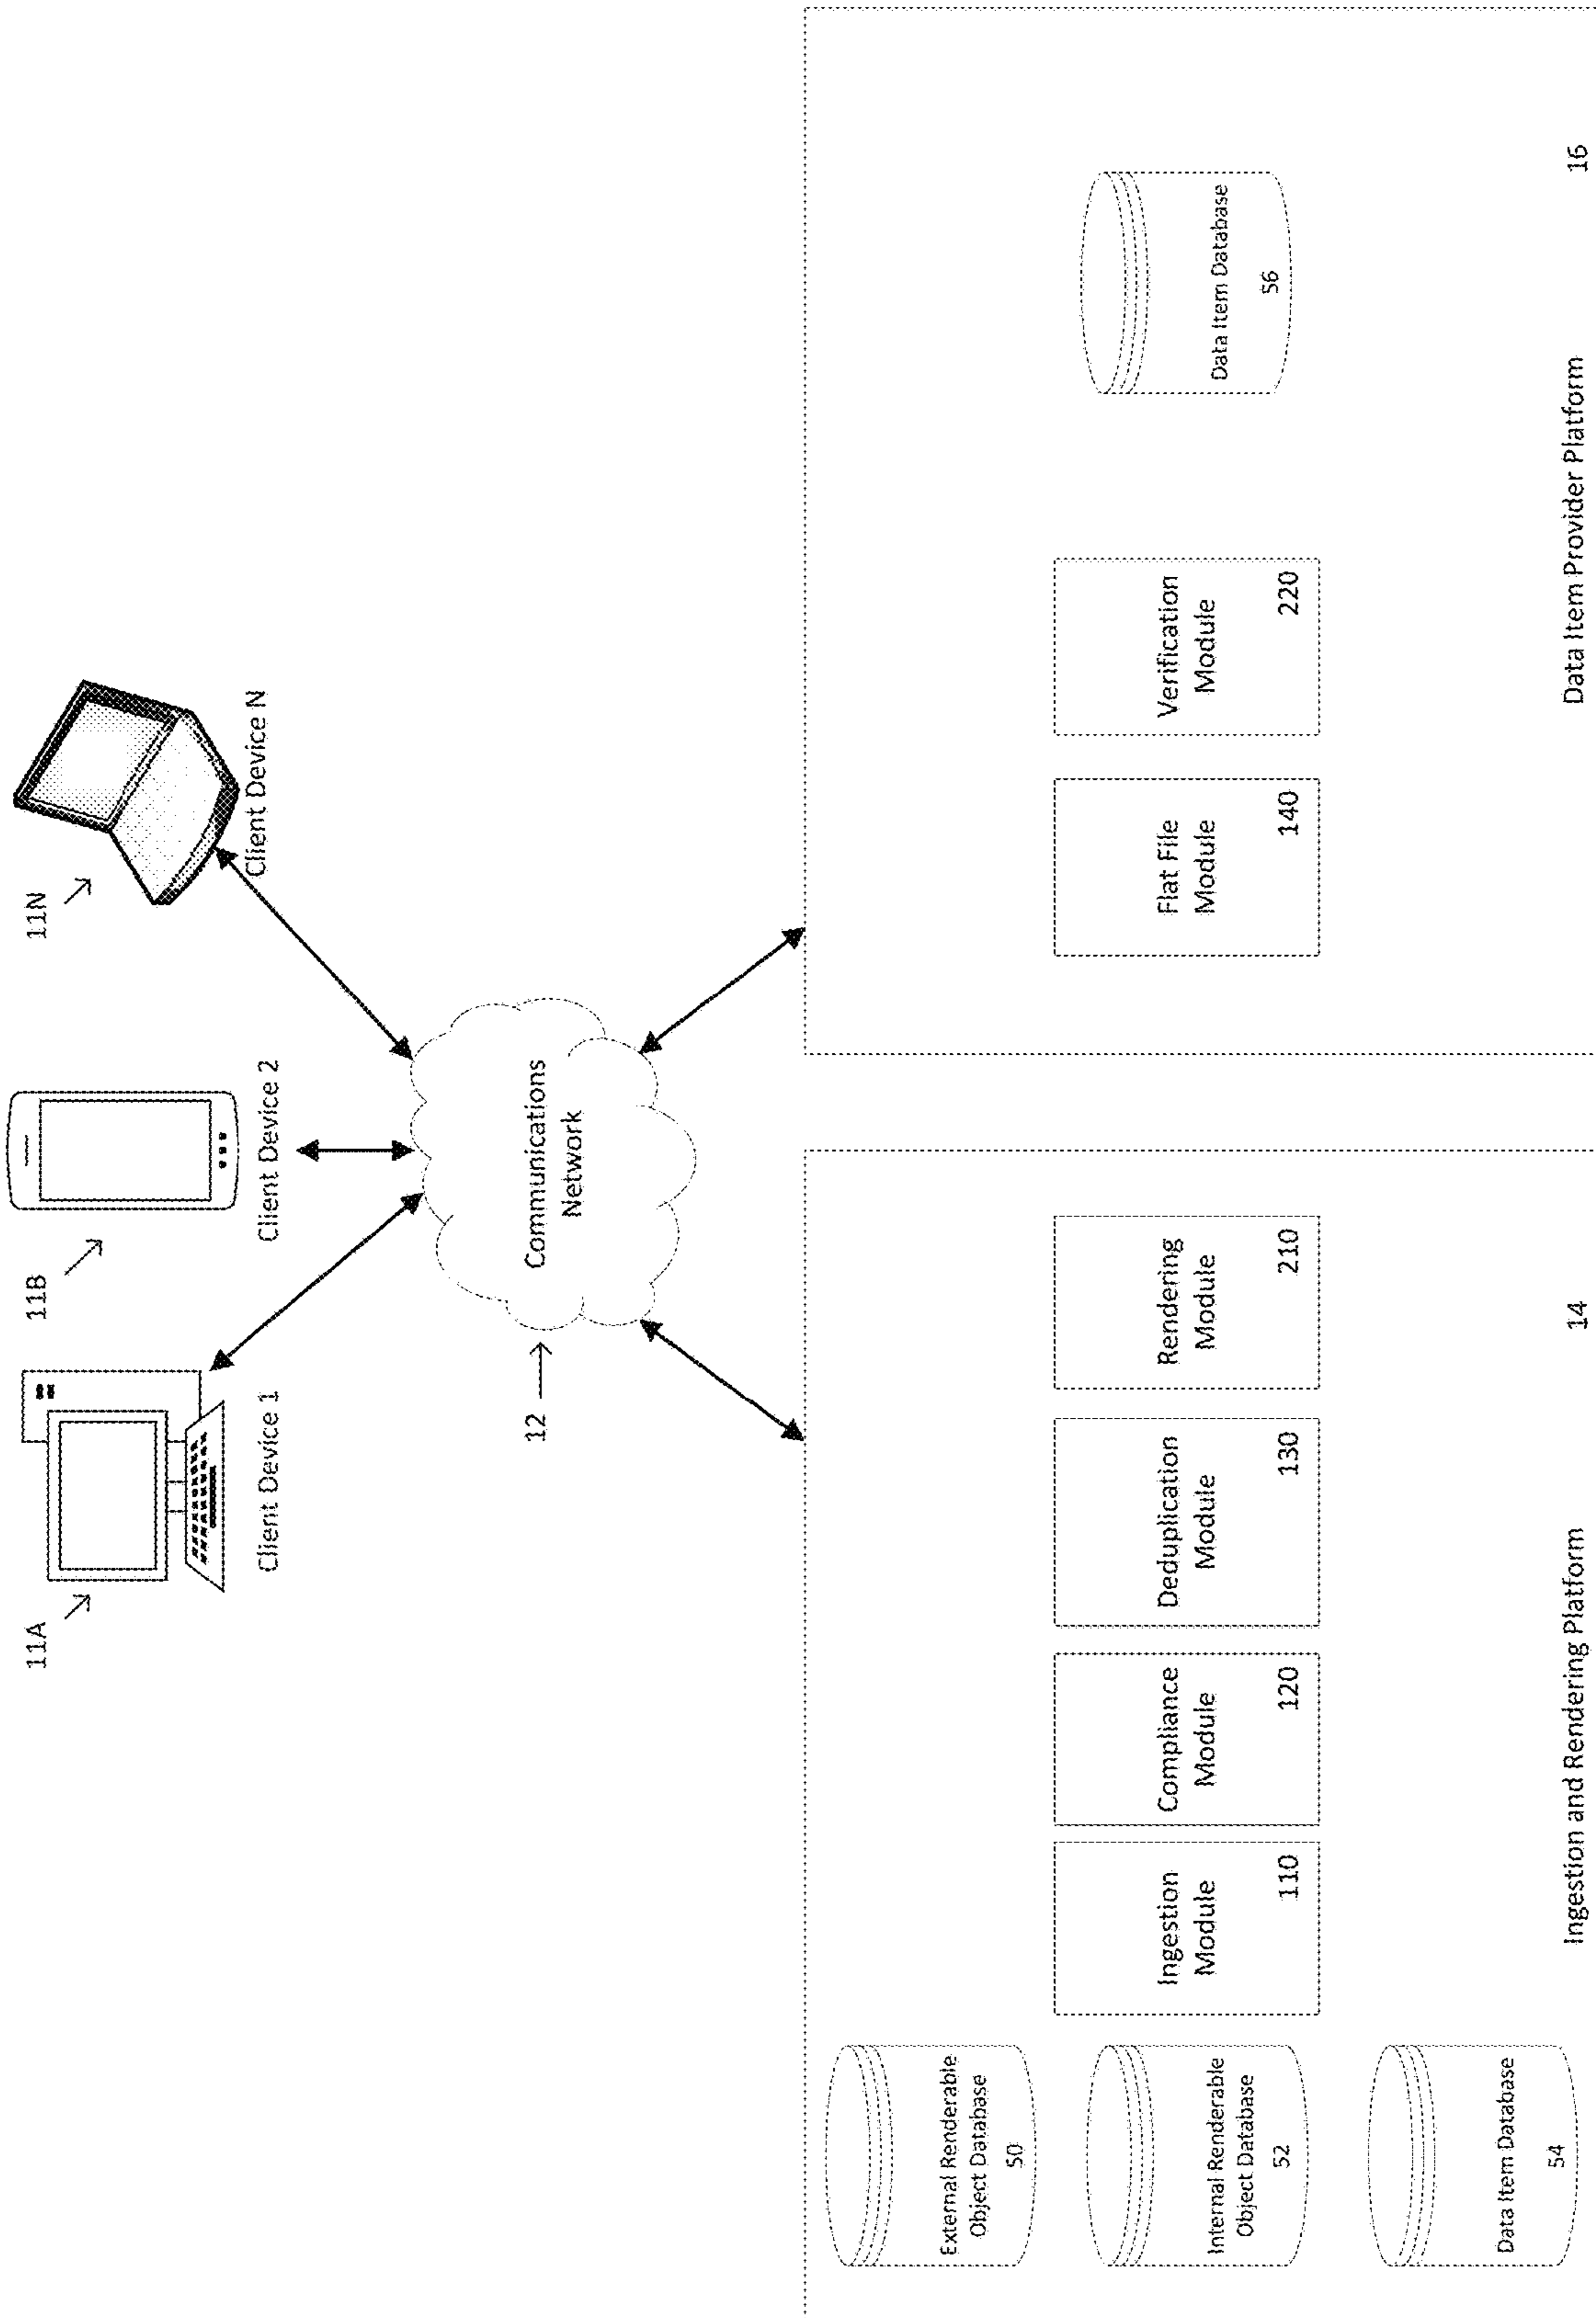 11A
11B
11N
Client Device 1
Client Device 2
Client Device N
12
Communications
Network
External Renderable
Object Database
50
Internal Renderable
Object Database
52
Data Item Database
54
Ingestion
Module
110
Compliance
Module
120
Deduplication
Module
130
Rendering
Module
210
Ingestion and Rendering Platform
14
Flat File
Module
140
Verification
Module
220
Data Item Database
56
Data Item Provider Platform
16